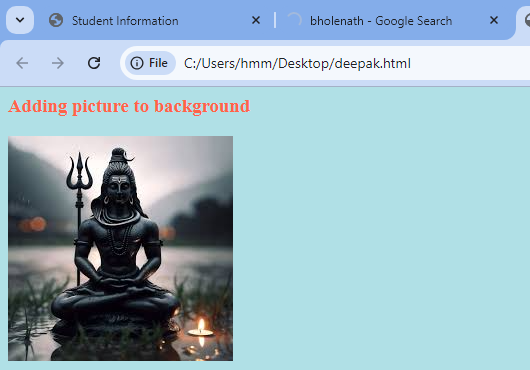 Student Information
bholenath - Google Search
File
C:/Users/hmm/Desktop/deepak.html
Adding picture to background